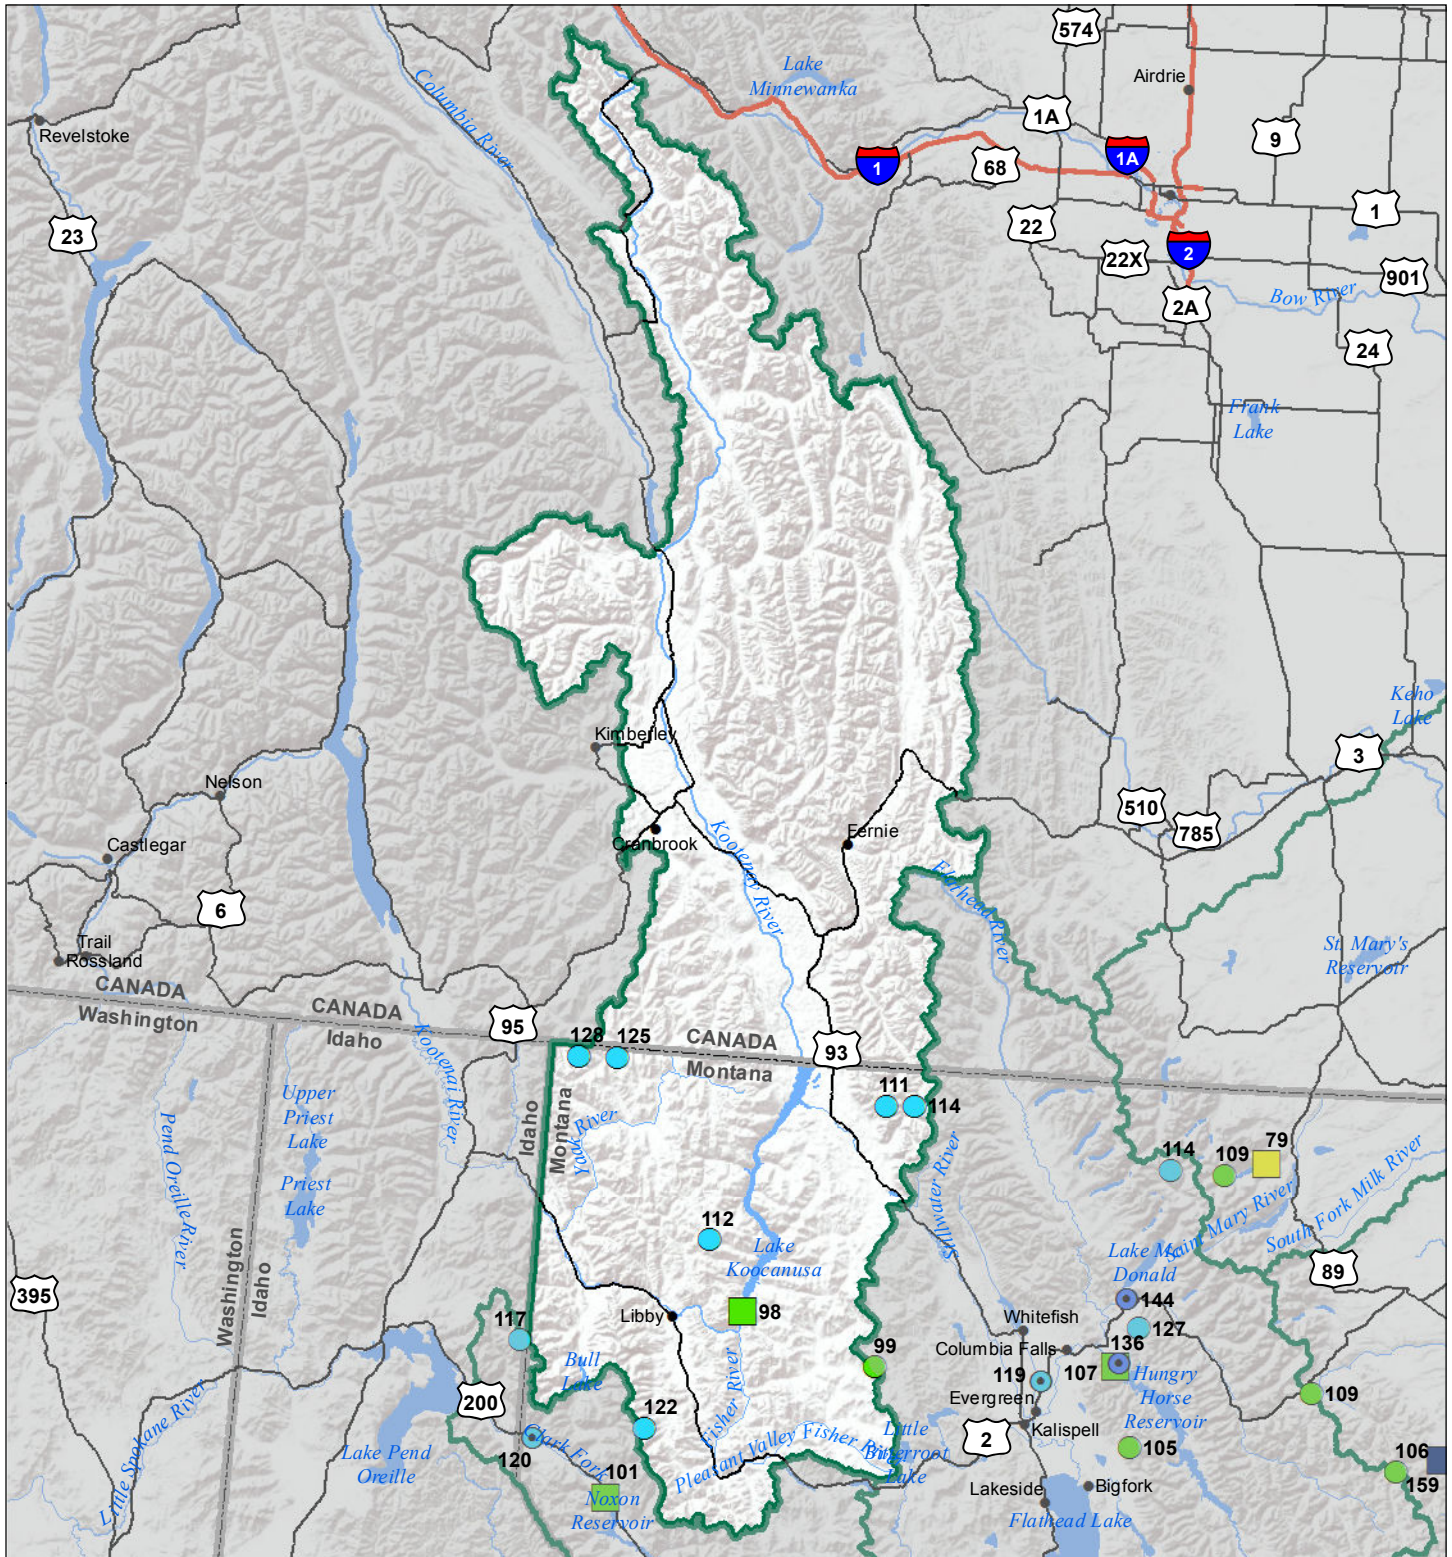 574
Lake
Minnewanka
Airdrie
Columbia River
1A
Revelstoke
9
1A
1
68
1
22
23
2
22X
901
Bow River
2A
24
Frank
Lake
Keho
Lake
Kimberley
3
Nelson
510
785
Castlegar
Cranbrook
Kootenay River
Fernie
Flathead River
6
Trail
Rossland
St. Mary's
Reservoir
CANADA
Washington
CANADA
Idaho
95
Kootenai River
128
125
CANADA
Montana
93
Upper
Priest
Lake
Pend Oreille River
Idaho
Montana
Yaak River
111
114
Stillwater River
114
109
79
Saint Mary River
South Fork Milk River
Priest
Lake
112
Lake
Koocanusa
Lake Mc
Donald
89
Washington
Idaho
395
117
Libby
98
144
127
Whitefish
Columbia Falls
136
107
Hungry
Horse
Reservoir
99
119
Bull
Lake
Fisher River
Evergreen
109
200
122
Kalispell
Pleasant Valley Fisher River
Little
Bitterroot
Lake
2
105
Little Spokane River
Lake Pend
Oreille
120
Clark Fork
101
Noxon
Reservoir
Lakeside
Bigfork
Flathead Lake
106
159